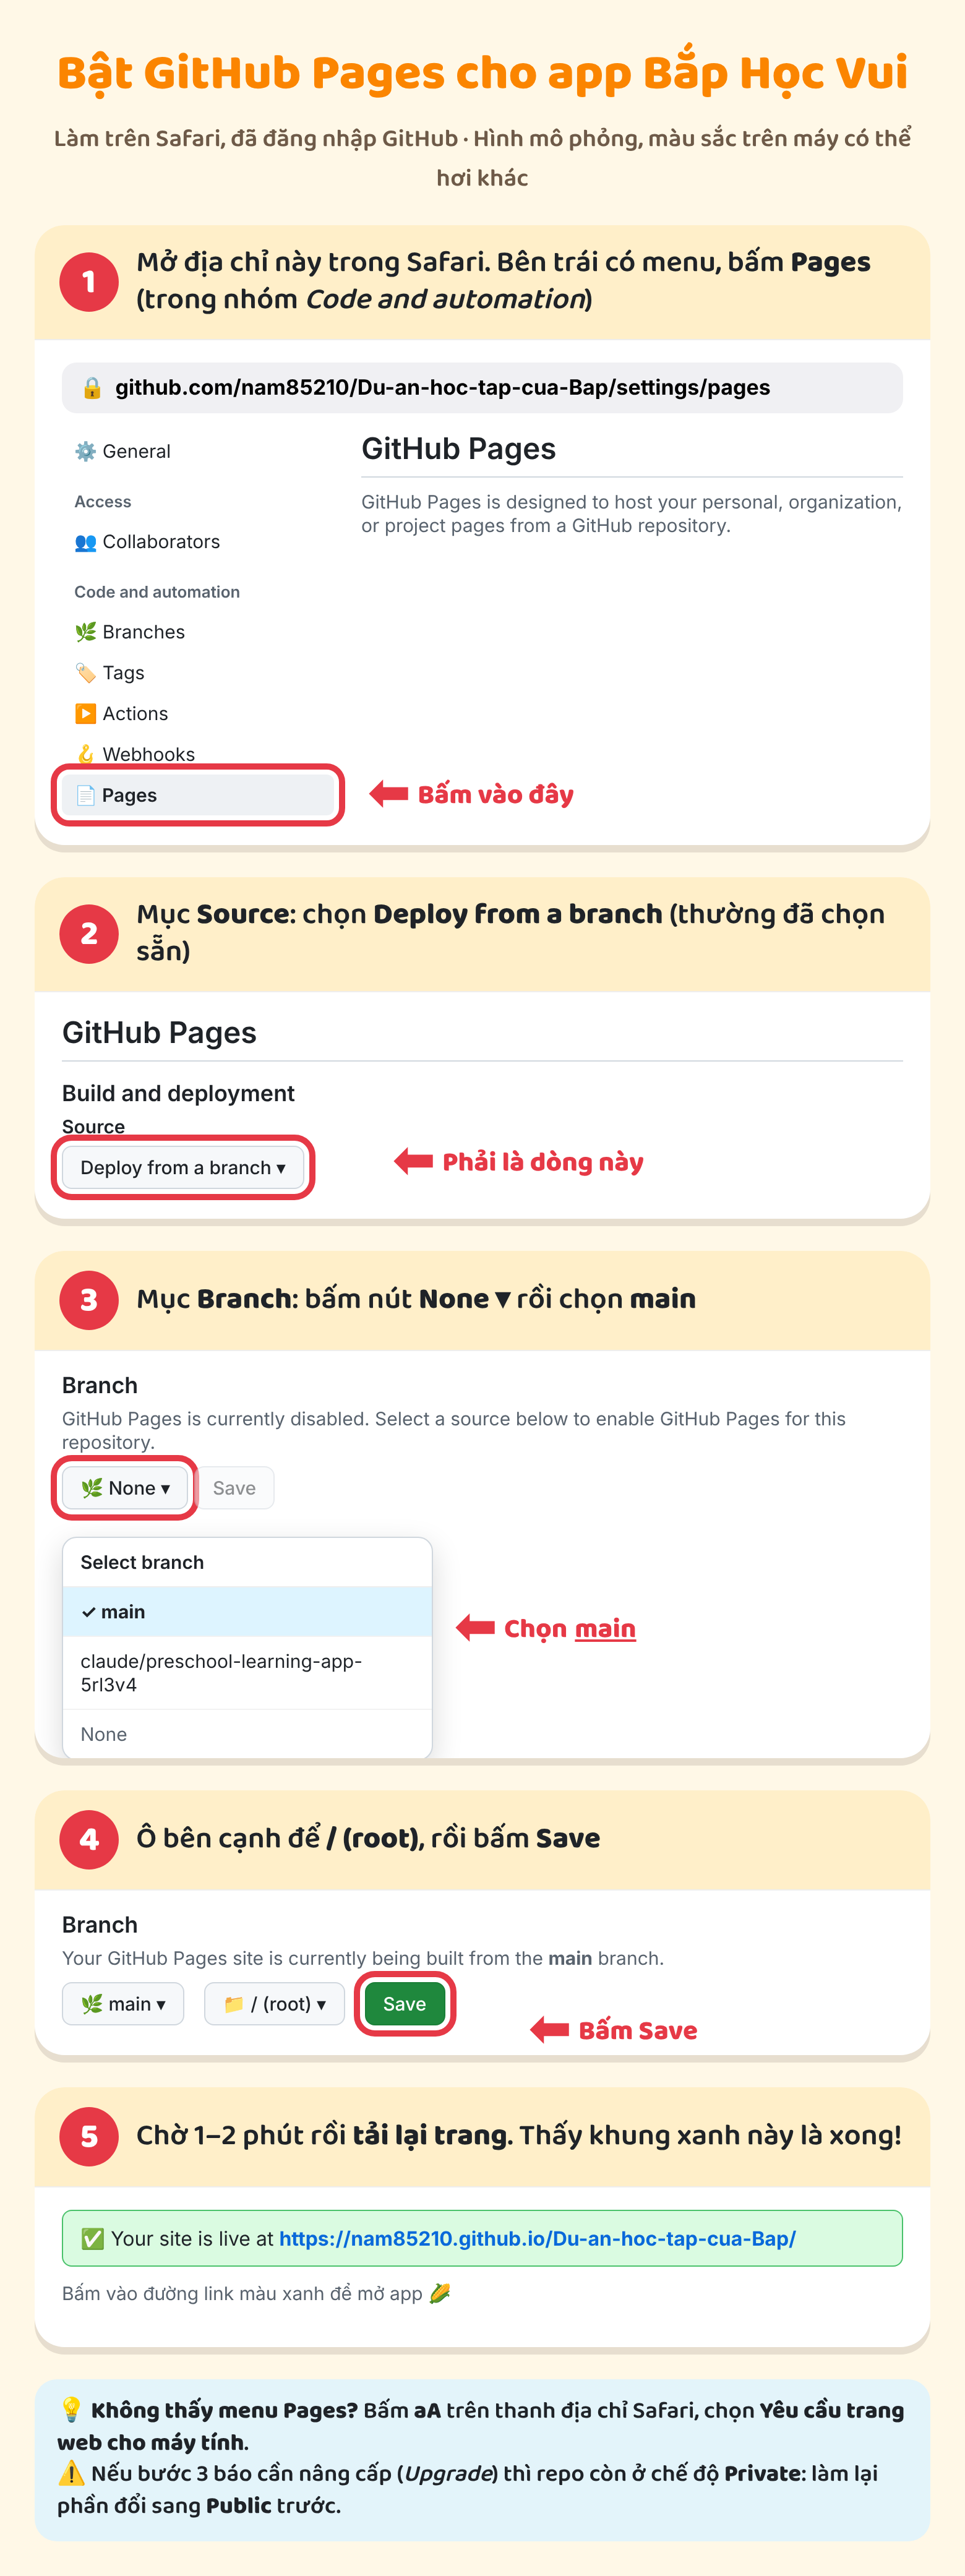 Bật GitHub Pages cho app Bắp Học Vui
Làm trên Safari, đã đăng nhập GitHub · Hình mô phỏng, màu sắc trên máy có thể
hơi khác
1
Mở địa chỉ này trong Safari. Bên trái có menu, bấm Pages
(trong nhóm Code and automation)
🔒 github.com/nam85210/Du-an-hoc-tap-cua-Bap/settings/pages
⚙️ General
Access
👥 Collaborators
Code and automation
🌿 Branches
🏷️ Tags
▶️ Actions
🪝 Webhooks
📄 Pages
GitHub Pages
GitHub Pages is designed to host your personal, organization,
or project pages from a GitHub repository.
⬅ Bấm vào đây
2
Mục Source: chọn Deploy from a branch (thường đã chọn
sẵn)
GitHub Pages
Build and deployment
Source
Deploy from a branch ▾
⬅ Phải là dòng này
3
Mục Branch: bấm nút None ▾ rồi chọn main
Branch
GitHub Pages is currently disabled. Select a source below to enable GitHub Pages for this
repository.
🌿 None ▾ Save
Select branch
✓ main
claude/preschool-learning-app-
5rl3v4
None
⬅ Chọn main
4
Ô bên cạnh để / (root), rồi bấm Save
Branch
Your GitHub Pages site is currently being built from the main branch.
🌿 main ▾ 📁 / (root) ▾ Save
⬅ Bấm Save
5
Chờ 1–2 phút rồi tải lại trang. Thấy khung xanh này là xong!
✅ Your site is live at https://nam85210.github.io/Du-an-hoc-tap-cua-Bap/
Bấm vào đường link màu xanh để mở app 🌽
💡 Không thấy menu Pages? Bấm aA trên thanh địa chỉ Safari, chọn Yêu cầu trang
web cho máy tính.
⚠️ Nếu bước 3 báo cần nâng cấp (Upgrade) thì repo còn ở chế độ Private: làm lại
phần đổi sang Public trước.